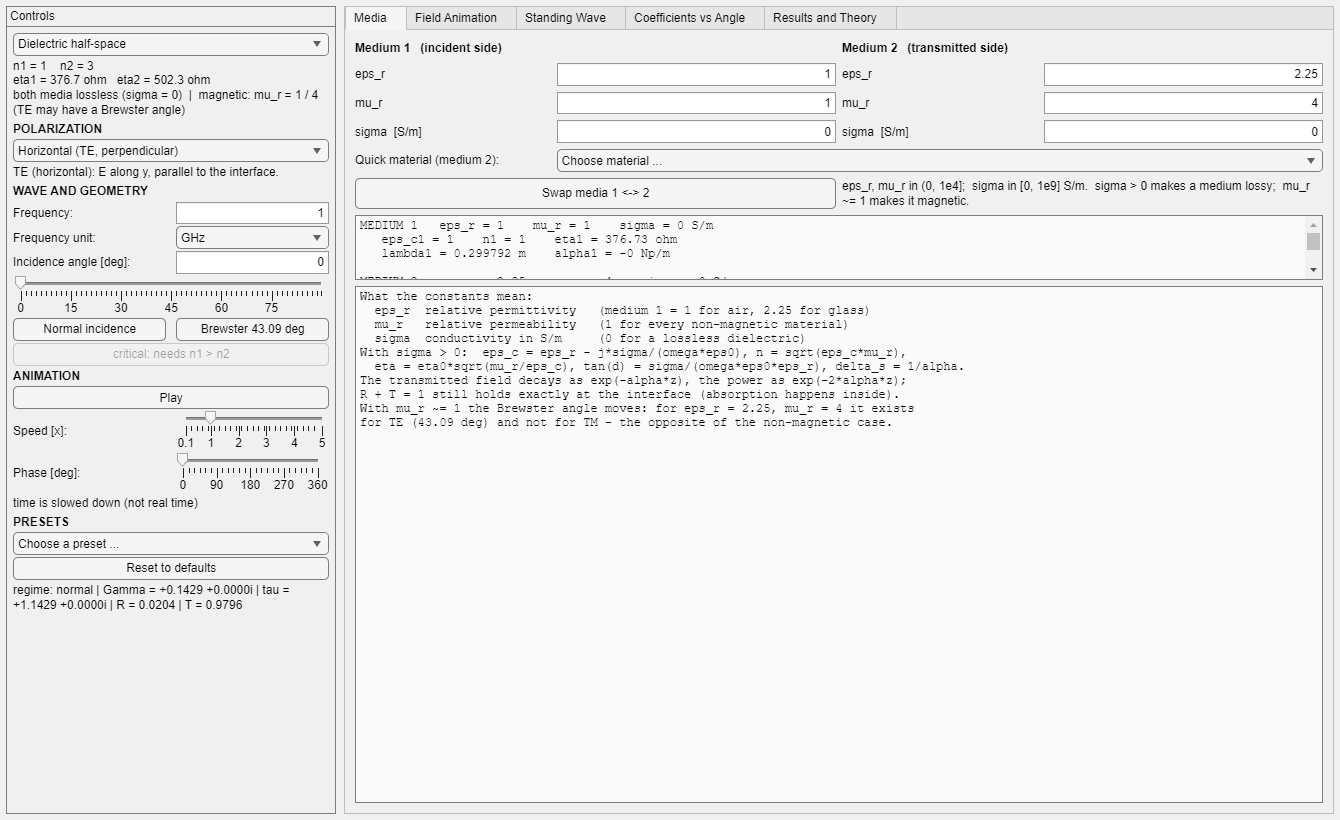 Controls
Dielectric half-space
n1 = 1    n2 = 3
eta1 = 376.7 ohm   eta2 = 502.3 ohm
both media lossless (sigma = 0)  |  magnetic: mu_r = 1 / 4
(TE may have a Brewster angle)
POLARIZATION
Horizontal (TE, perpendicular)
TE (horizontal): E along y, parallel to the interface.
WAVE AND GEOMETRY
Frequency:
1
Frequency unit:
GHz
Incidence angle [deg]:
0
0 15 30 45 60 75
Normal incidence
Brewster 43.09 deg
critical: needs n1 > n2
ANIMATION
Play
Speed [x]:
0.1 1 2 3 4 5
Phase [deg]:
0 90 180 270 360
time is slowed down (not real time)
PRESETS
Choose a preset ...
Reset to defaults
regime: normal | Gamma = +0.1429 +0.0000i | tau =
+1.1429 +0.0000i | R = 0.0204 | T = 0.9796
Media
Field Animation
Standing Wave
Coefficients vs Angle
Results and Theory
Medium 1   (incident side)
Medium 2   (transmitted side)
eps_r
1
eps_r
2.25
mu_r
1
mu_r
4
sigma  [S/m]
0
sigma  [S/m]
0
Quick material (medium 2):
Choose material ...
Swap media 1 <-> 2
eps_r, mu_r in (0, 1e4];  sigma in [0, 1e9] S/m.  sigma > 0 makes a medium lossy;  mu_r
~= 1 makes it magnetic.
MEDIUM 1   eps_r = 1    mu_r = 1    sigma = 0 S/m
eps_c1 = 1    n1 = 1    eta1 = 376.73 ohm
lambda1 = 0.299792 m    alpha1 = -0 Np/m
What the constants mean:
eps_r  relative permittivity   (medium 1 = 1 for air, 2.25 for glass)
mu_r   relative permeability   (1 for every non-magnetic material)
sigma  conductivity in S/m     (0 for a lossless dielectric)
With sigma > 0:  eps_c = eps_r - j*sigma/(omega*eps0), n = sqrt(eps_c*mu_r),
eta = eta0*sqrt(mu_r/eps_c), tan(d) = sigma/(omega*eps0*eps_r), delta_s = 1/alpha.
The transmitted field decays as exp(-alpha*z), the power as exp(-2*alpha*z);
R + T = 1 still holds exactly at the interface (absorption happens inside).
With mu_r ~= 1 the Brewster angle moves: for eps_r = 2.25, mu_r = 4 it exists
for TE (43.09 deg) and not for TM - the opposite of the non-magnetic case.